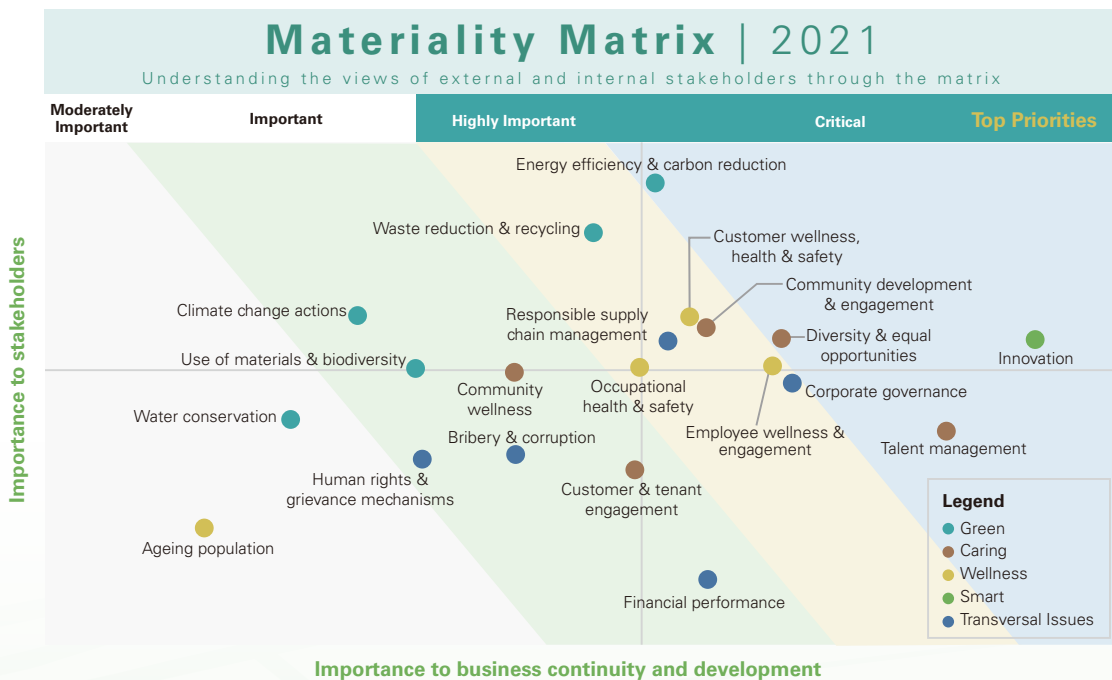 Materiality Matrix | 2021
Understanding the views of external and internal stakeholders through the matrix
Moderately
Important
Important
Highly Important
Critical
Top Priorities
Importance to stakeholders
Energy efficiency & carbon reduction
Waste reduction & recycling
Customer wellness,
health & safety
Community development
& engagement
Climate change actions
Responsible supply
chain management
Diversity & equal
opportunities
Innovation
Use of materials & biodiversity
Community
wellness
Occupational
health & safety
Corporate governance
Water conservation
Bribery & corruption
Employee wellness &
engagement
Talent management
Human rights &
grievance mechanisms
Customer & tenant
engagement
Ageing population
Financial performance
Legend
Green
Caring
Wellness
Smart
Transversal Issues
Importance to business continuity and development